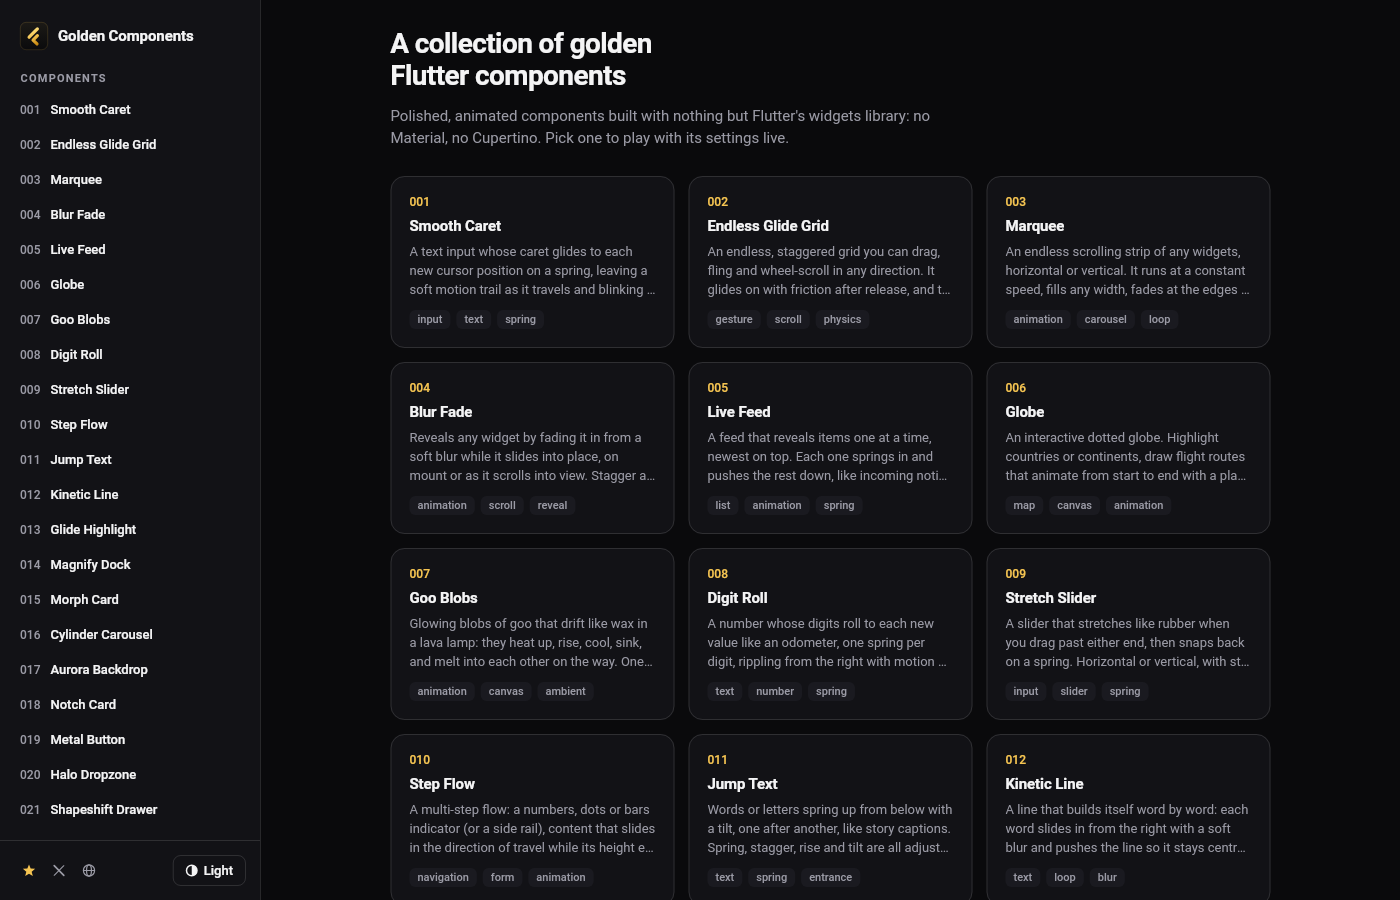 Golden Components
COMPONENTS
001 Smooth Caret
002 Endless Glide Grid
003 Marquee
004 Blur Fade
005 Live Feed
006 Globe
007 Goo Blobs
008 Digit Roll
009 Stretch Slider
010 Step Flow
011 Jump Text
012 Kinetic Line
013 Glide Highlight
014 Magnify Dock
015 Morph Card
016 Cylinder Carousel
017 Aurora Backdrop
018 Notch Card
019 Metal Button
020 Halo Dropzone
021 Shapeshift Drawer
Light
A collection of golden
Flutter components
Polished, animated components built with nothing but Flutter's widgets library: no
Material, no Cupertino. Pick one to play with its settings live.
001
Smooth Caret
A text input whose caret glides to each
new cursor position on a spring, leaving a
soft motion trail as it travels and blinking ...
input text spring
002
Endless Glide Grid
An endless, staggered grid you can drag,
fling and wheel-scroll in any direction. It
glides on with friction after release, and t...
gesture scroll physics
003
Marquee
An endless scrolling strip of any widgets,
horizontal or vertical. It runs at a constant
speed, fills any width, fades at the edges ...
animation carousel loop
004
Blur Fade
Reveals any widget by fading it in from a
soft blur while it slides into place, on
mount or as it scrolls into view. Stagger a...
animation scroll reveal
005
Live Feed
A feed that reveals items one at a time,
newest on top. Each one springs in and
pushes the rest down, like incoming noti...
list animation spring
006
Globe
An interactive dotted globe. Highlight
countries or continents, draw flight routes
that animate from start to end with a pla...
map canvas animation
007
Goo Blobs
Glowing blobs of goo that drift like wax in
a lava lamp: they heat up, rise, cool, sink,
and melt into each other on the way. One...
animation canvas ambient
008
Digit Roll
A number whose digits roll to each new
value like an odometer, one spring per
digit, rippling from the right with motion ...
text number spring
009
Stretch Slider
A slider that stretches like rubber when
you drag past either end, then snaps back
on a spring. Horizontal or vertical, with st...
input slider spring
010
Step Flow
A multi-step flow: a numbers, dots or bars
indicator (or a side rail), content that slides
in the direction of travel while its height e...
navigation form animation
011
Jump Text
Words or letters spring up from below with
a tilt, one after another, like story captions.
Spring, stagger, rise and tilt are all adjust...
text spring entrance
012
Kinetic Line
A line that builds itself word by word: each
word slides in from the right with a soft
blur and pushes the line so it stays centr...
text loop blur